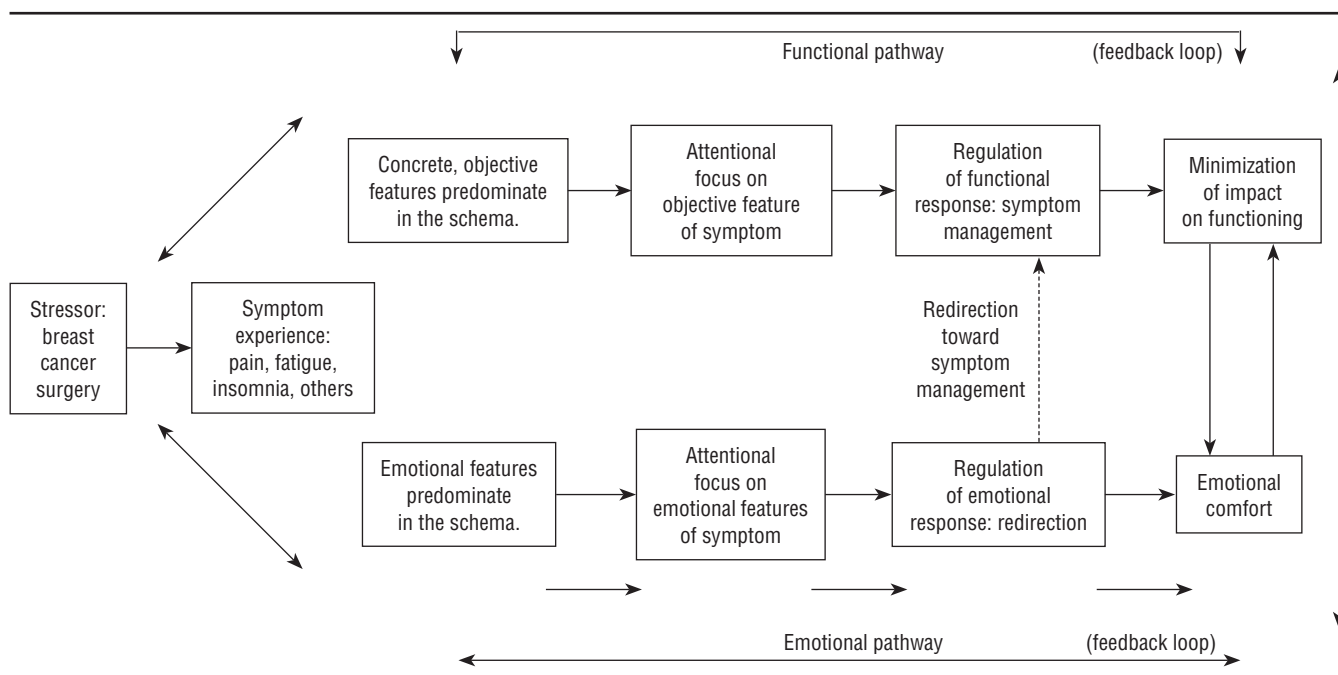 Functional pathway
(feedback loop)
Concrete, objective
features predominate
in the schema.
Attentional
focus on
objective feature
of symptom
Regulation
of functional
response: symptom
management
Minimization
of impact
on functioning
Stressor:
breast
cancer
surgery
Symptom
experience:
pain, fatigue,
insomnia, others
Redirection
toward
symptom
management
Emotional features
predominate
in the schema.
Attentional
focus on
emotional features
of symptom
Regulation
of emotional
response: redirection
Emotional
comfort
Emotional pathway
(feedback loop)